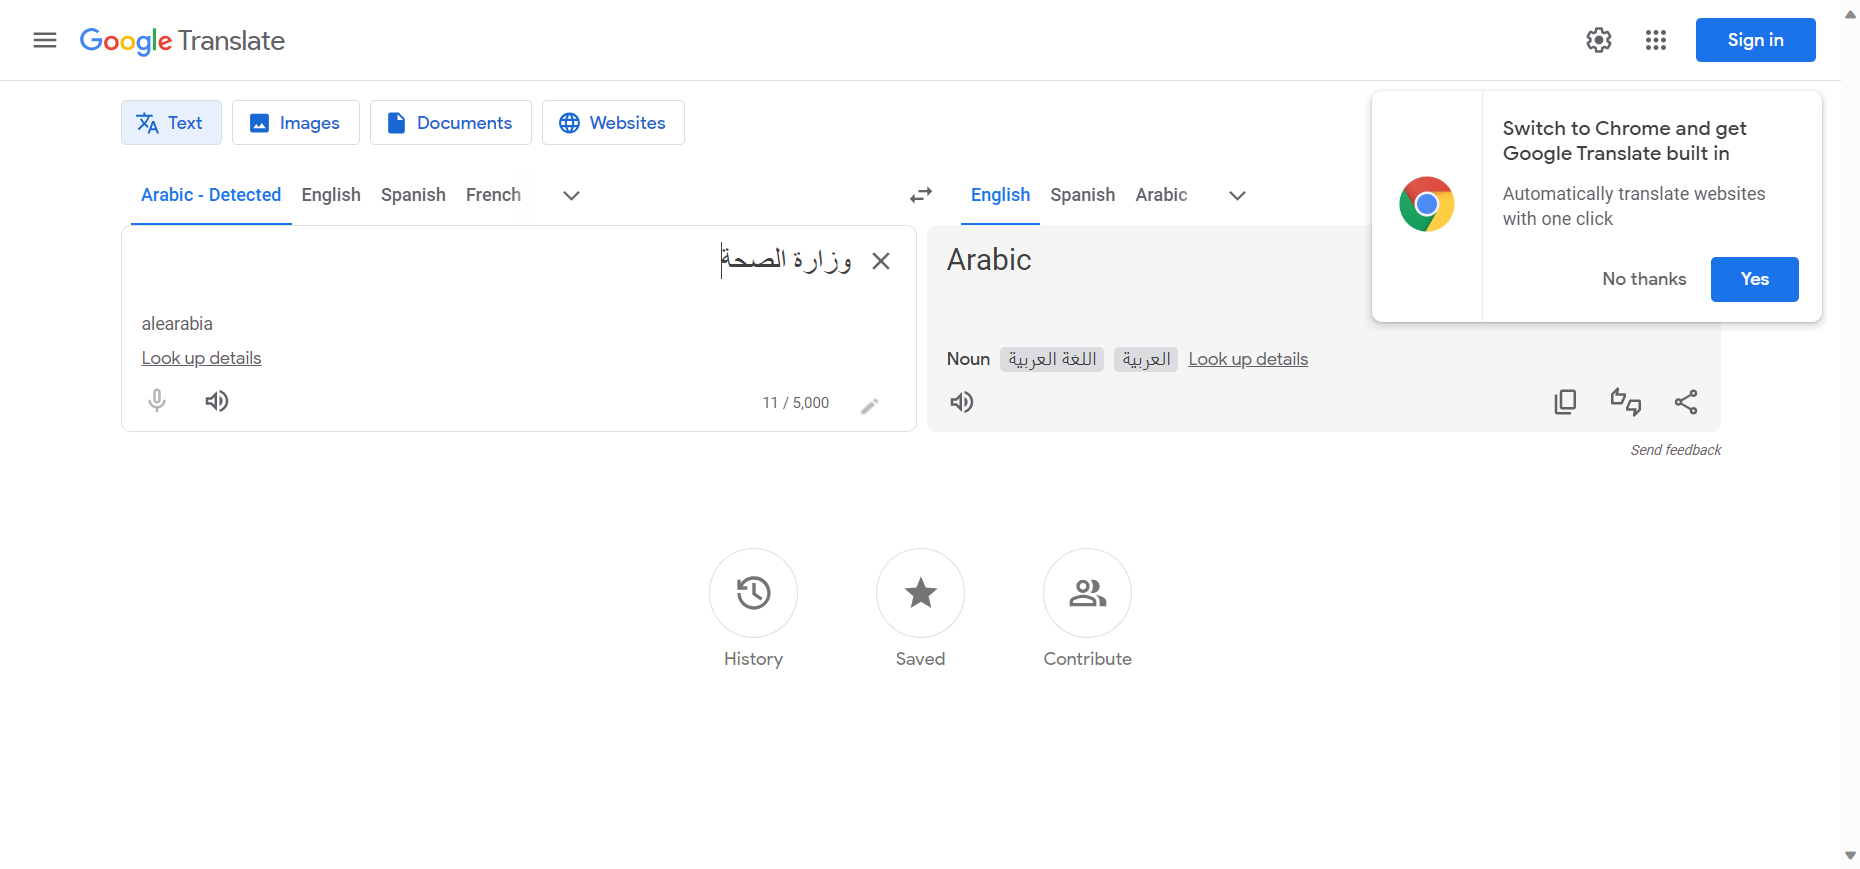 Google Translate
Sign in
Text
Images
Documents
Websites
Switch to Chrome and get
Google Translate built in
Automatically translate websites
with one click
No thanks
Yes
Arabic - Detected
English
Spanish
French
English
Spanish
Arabic
وزارة الصحة
alearabia
Look up details
11 / 5,000
Arabic
Noun اللغة العربية العربية Look up details
Send feedback
History
Saved
Contribute